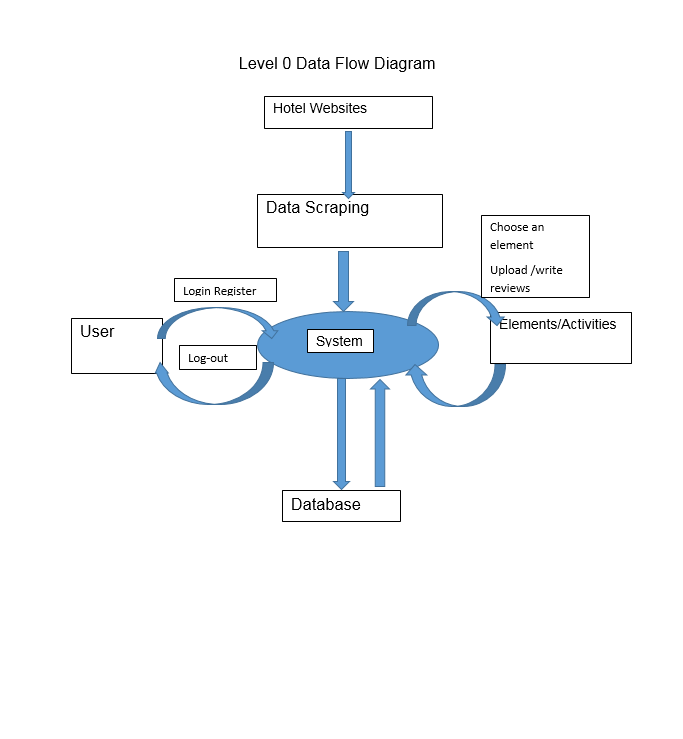 Level 0 Data Flow Diagram
Hotel Websites
Data Scraping
Choose an
element
Upload /write
reviews
Login Register
User
System
Elements/Activities
Log-out
Database